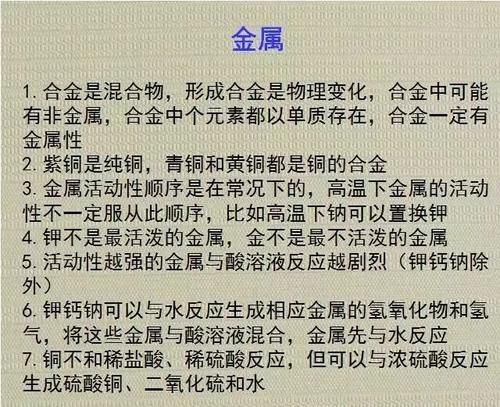 金属
1.合金是混合物，形成合金是物理变化，合金中可能
有非金属，合金中个元素都以单质存在，合金一定有
金属性
2.紫铜是纯铜，青铜和黄铜都是铜的合金
3.金属活动性顺序是在常况下的，高温下金属的活动
性不一定服从此顺序，比如高温下钠可以置换钾
4.钾不是最活泼的金属，金不是最不活泼的金属
5.活动性越强的金属与酸溶液反应越剧烈（钾钙钠除
外）
6.钾钙钠可以与水反应生成相应金属的氢氧化物和氢
气，将这些金属与酸溶液混合，金属先与水反应
7.铜不和稀盐酸、稀硫酸反应，但可以与浓硫酸反应
生成硫酸铜、二氧化硫和水